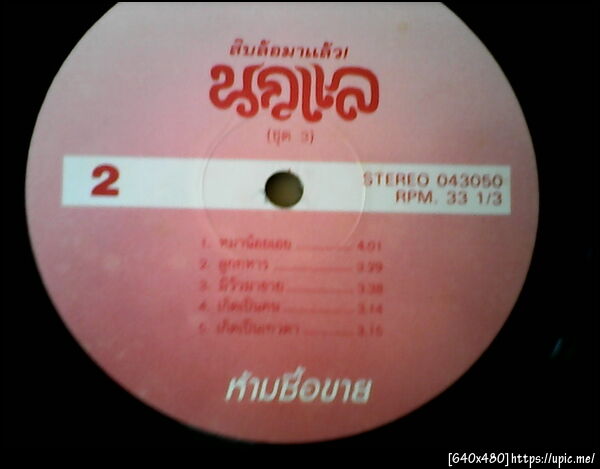 สิบล้อมาแล้ว!
นกแล
(ชุด 3)
2
STEREO 043050
RPM. 33 1/3
1. หมาน้อยเอย 4.01
2. ลูกทหาร 3.29
3. มีวัวมาขาย 3.38
4. เกิดเป็นคน 3.14
5. เกิดเป็นเทวดา 3.15
ห้ามซื้อขาย
[640x480]https://upic.me/